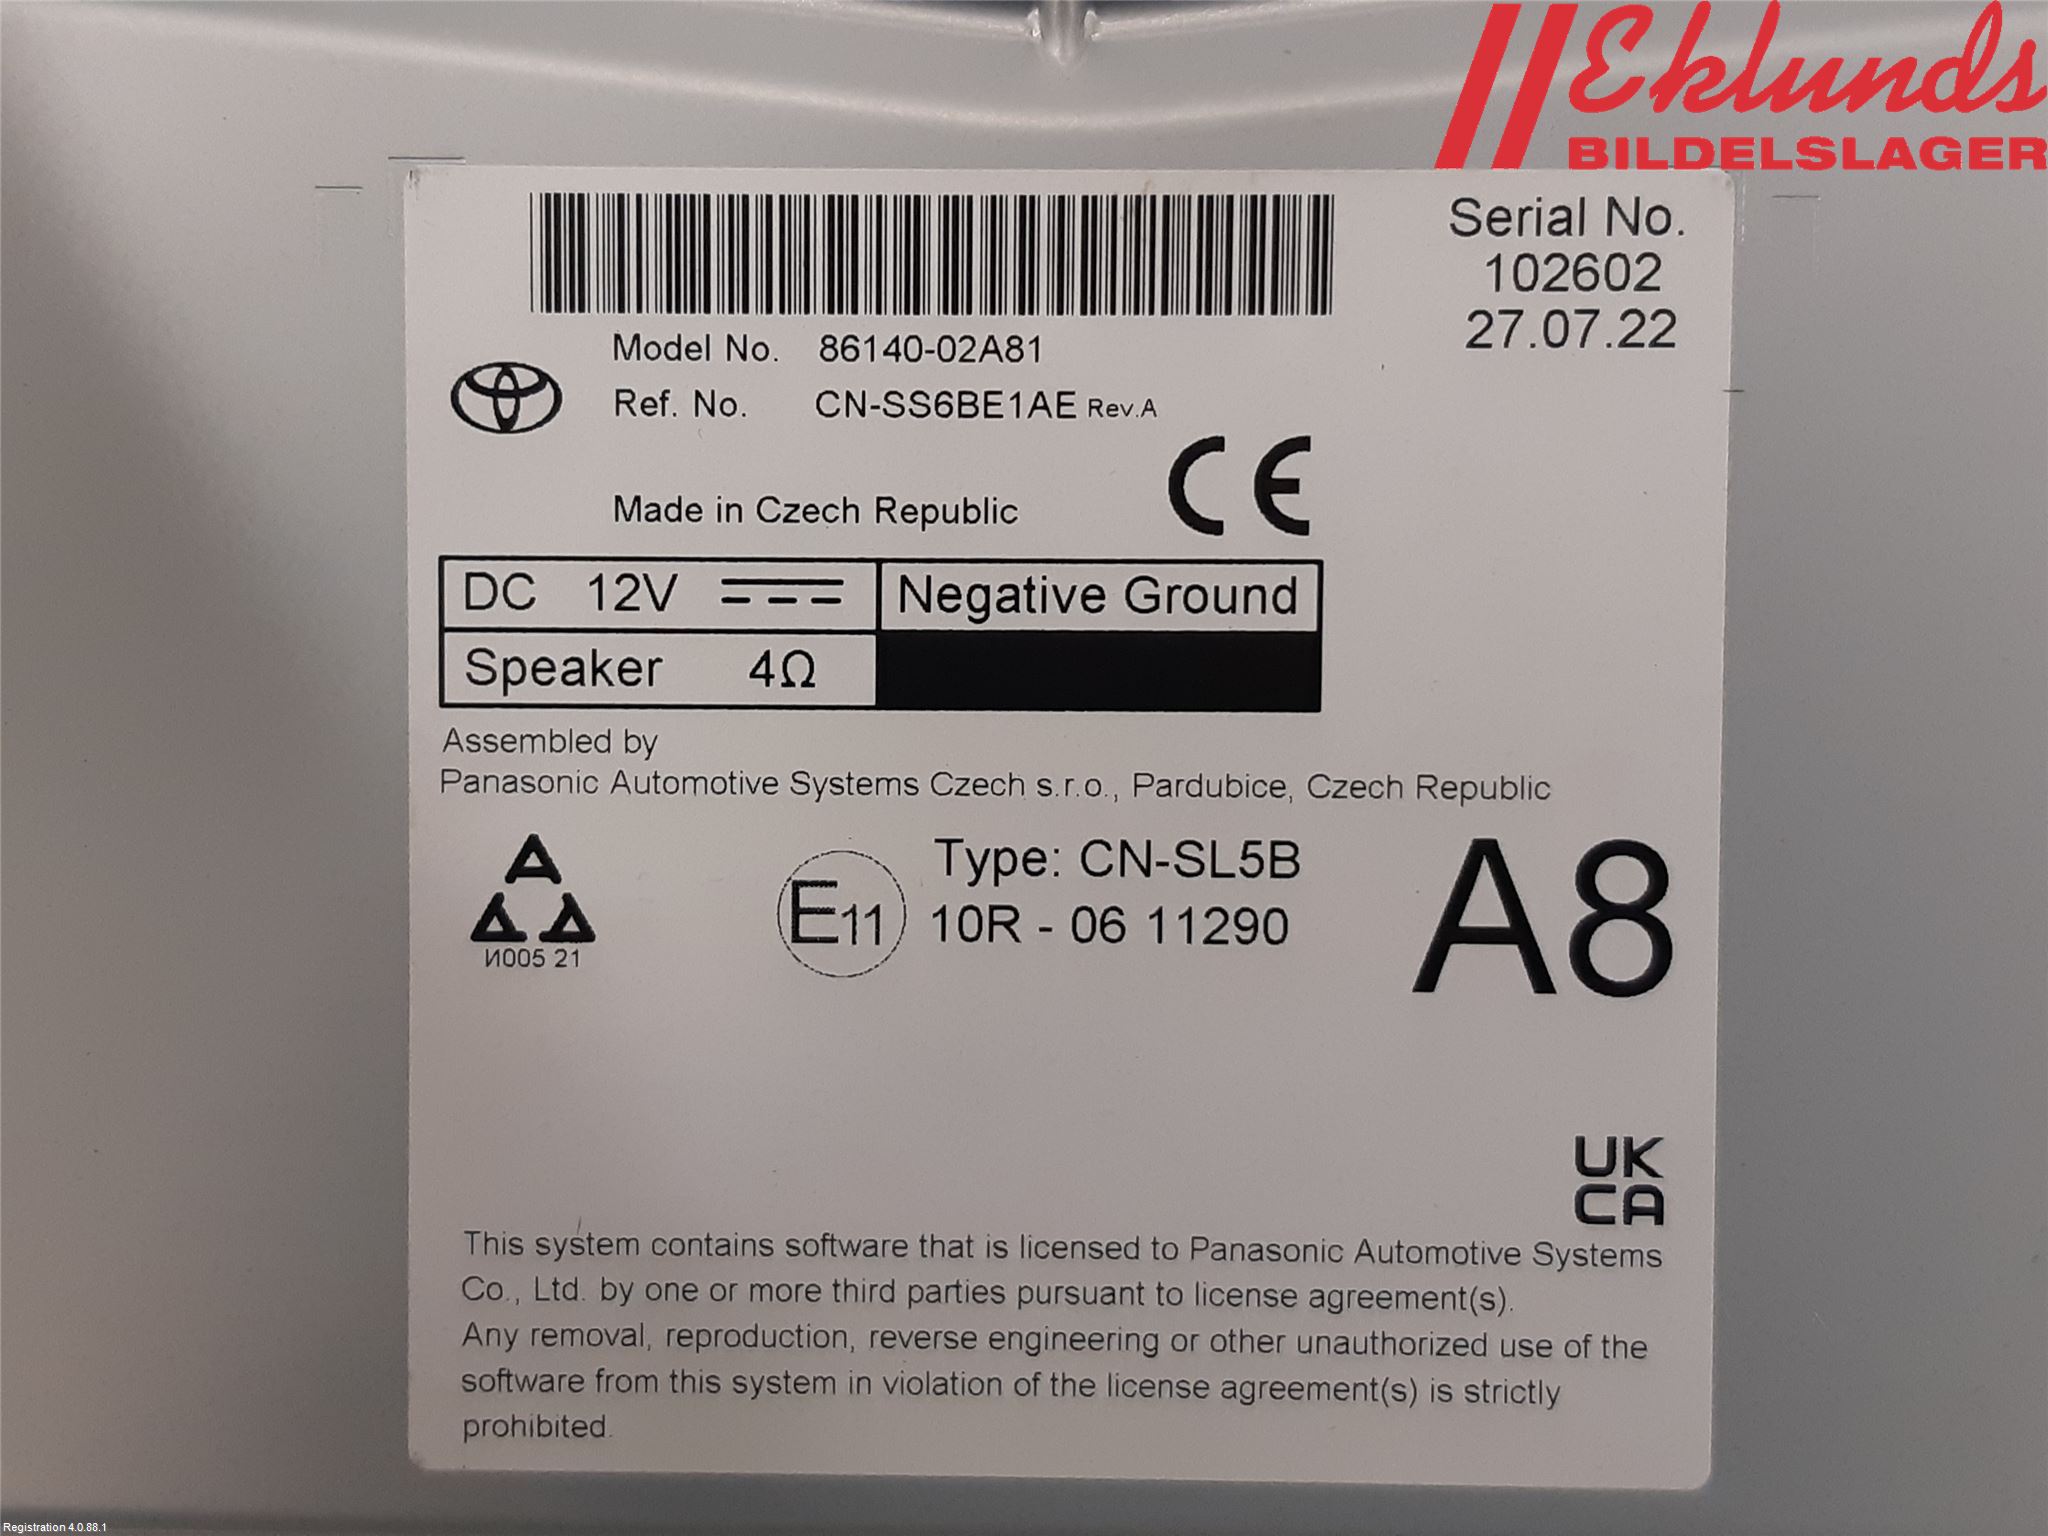 Eklunds
BILDELSLAGER
Serial No.
102602
27.07.22
Model No. 86140-02A81
Ref. No. CN-SS6BE1AE Rev.A
Made in Czech Republic
CE
DC 12V Negative Ground
Speaker 4Ω
Assembled by
Panasonic Automotive Systems Czech s.r.o., Pardubice, Czech Republic
A
A A
И005 21
E11
Type: CN-SL5B
10R - 06 11290
A8
UK
CA
This system contains software that is licensed to Panasonic Automotive Systems
Co., Ltd. by one or more third parties pursuant to license agreement(s).
Any removal, reproduction, reverse engineering or other unauthorized use of the
software from this system in violation of the license agreement(s) is strictly
prohibited.
Registration 4.0.88.1